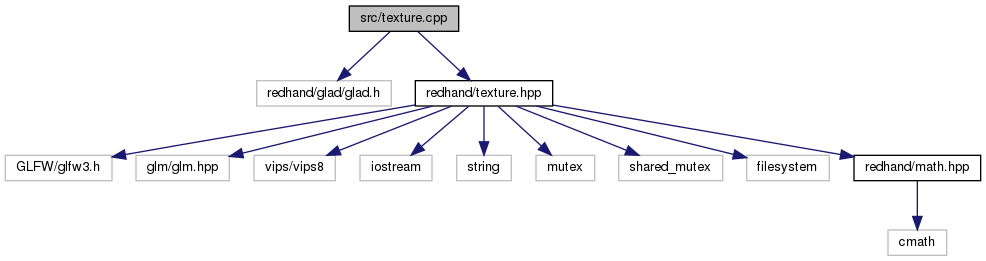 src/texture.cpp
redhand/glad/glad.h
redhand/texture.hpp
GLFW/glfw3.h
glm/glm.hpp
vips/vips8
iostream
string
mutex
shared_mutex
filesystem
redhand/math.hpp
cmath